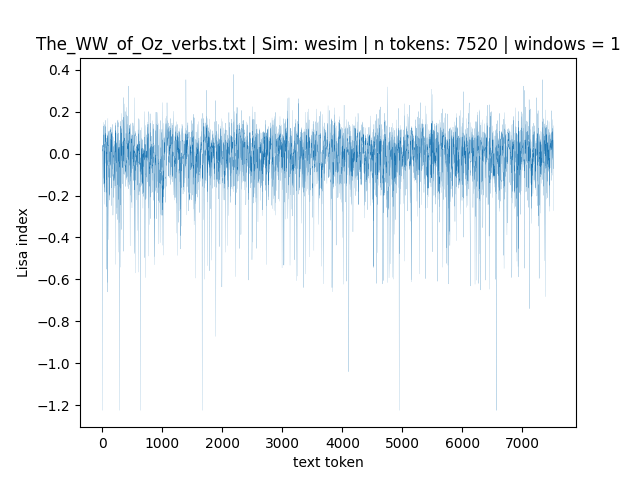 The_WW_of_Oz_verbs.txt | Sim: wesim | n tokens: 7520 | windows = 1
0.4
0.2
0.0
−0.2
−0.4
−0.6
−0.8
−1.0
−1.2
Lisa index
0 1000 2000 3000 4000 5000 6000 7000
text token